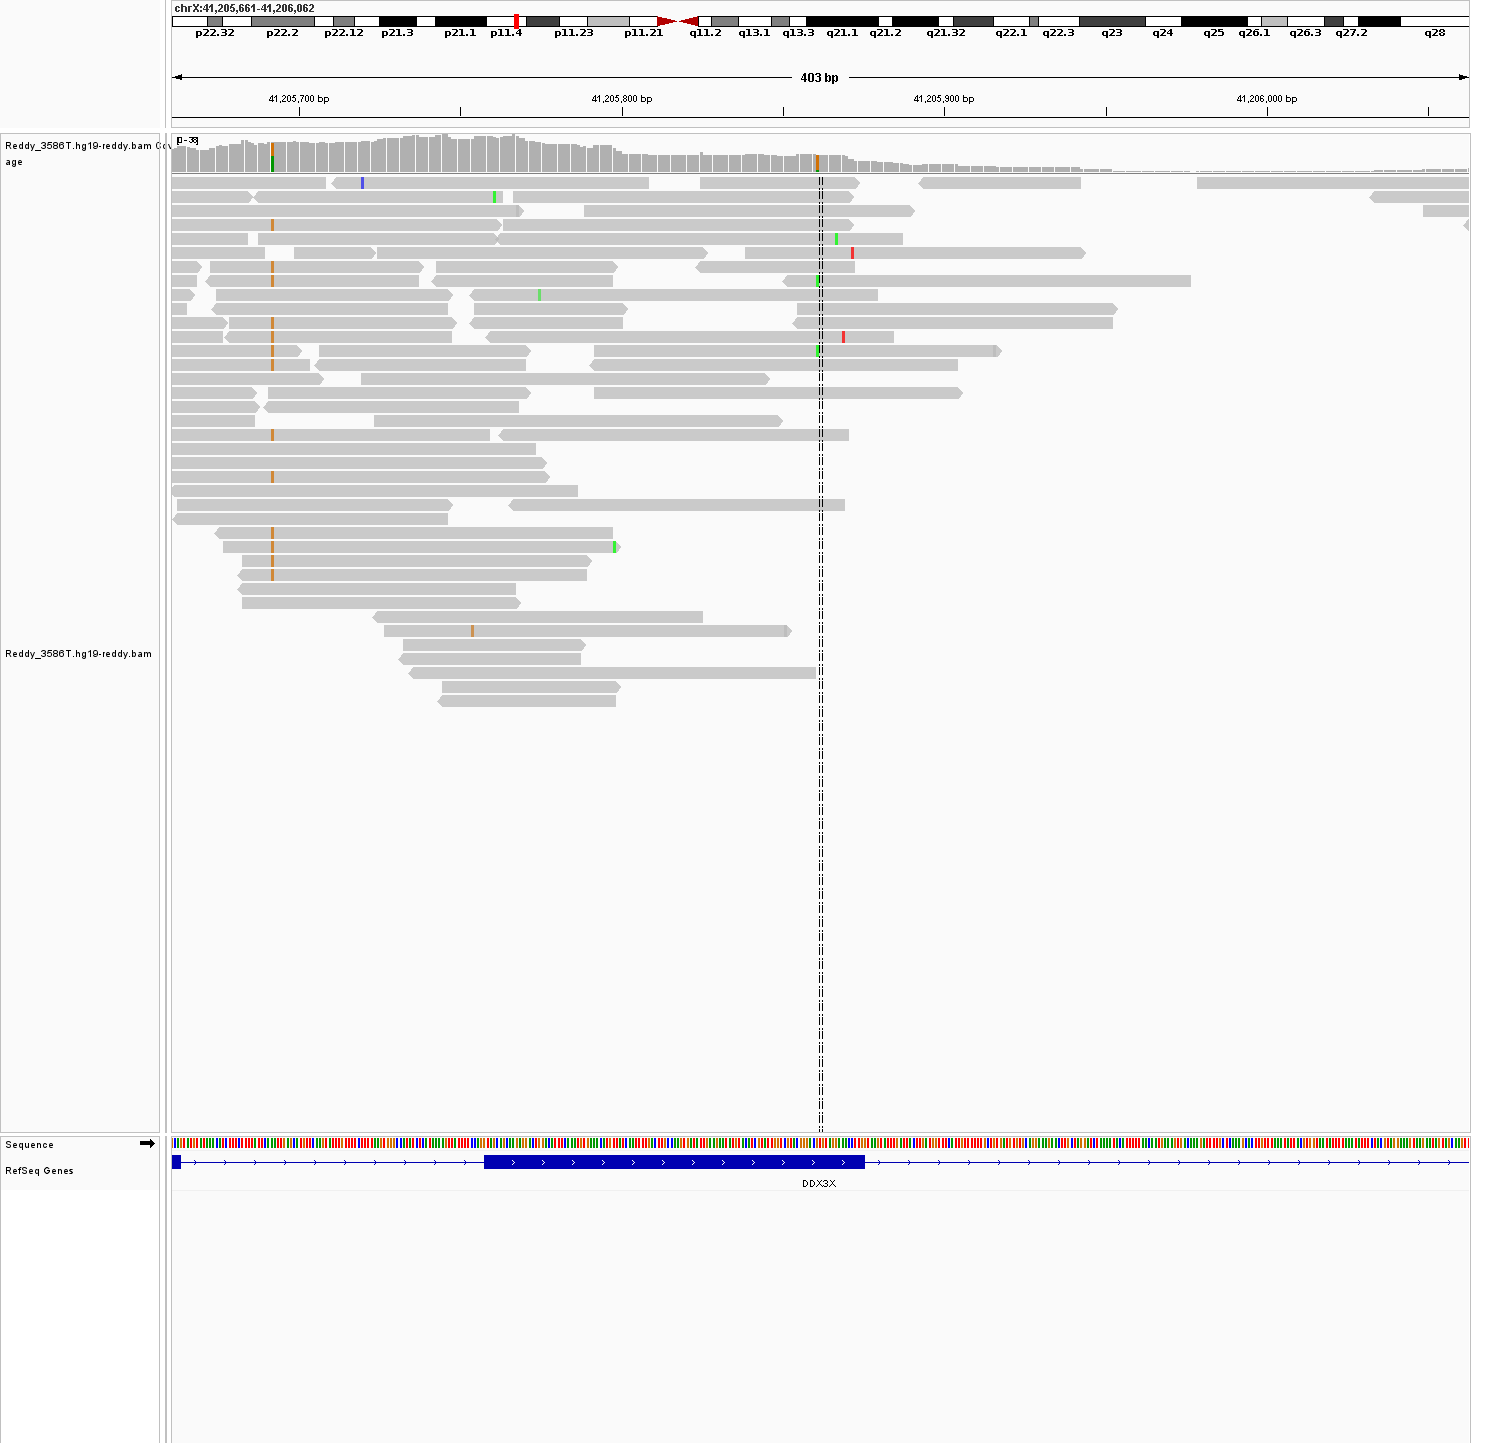 chrX:41,205,661-41,206,062
p22.32 p22.2 p22.12 p21.3 p21.1 p11.4 p11.23 p11.21 q11.2 q13.1 q13.3 q21.1 q21.2 q21.32 q22.1 q22.3 q23 q24 q25 q26.1 q26.3 q27.2 q28
403 bp
41,205,700 bp 41,205,800 bp 41,205,900 bp 41,206,000 bp
[0-38]
Reddy_3586T.hg19-reddy.bam Cov
age
Reddy_3586T.hg19-reddy.bam
Sequence
RefSeq Genes
DDX3X